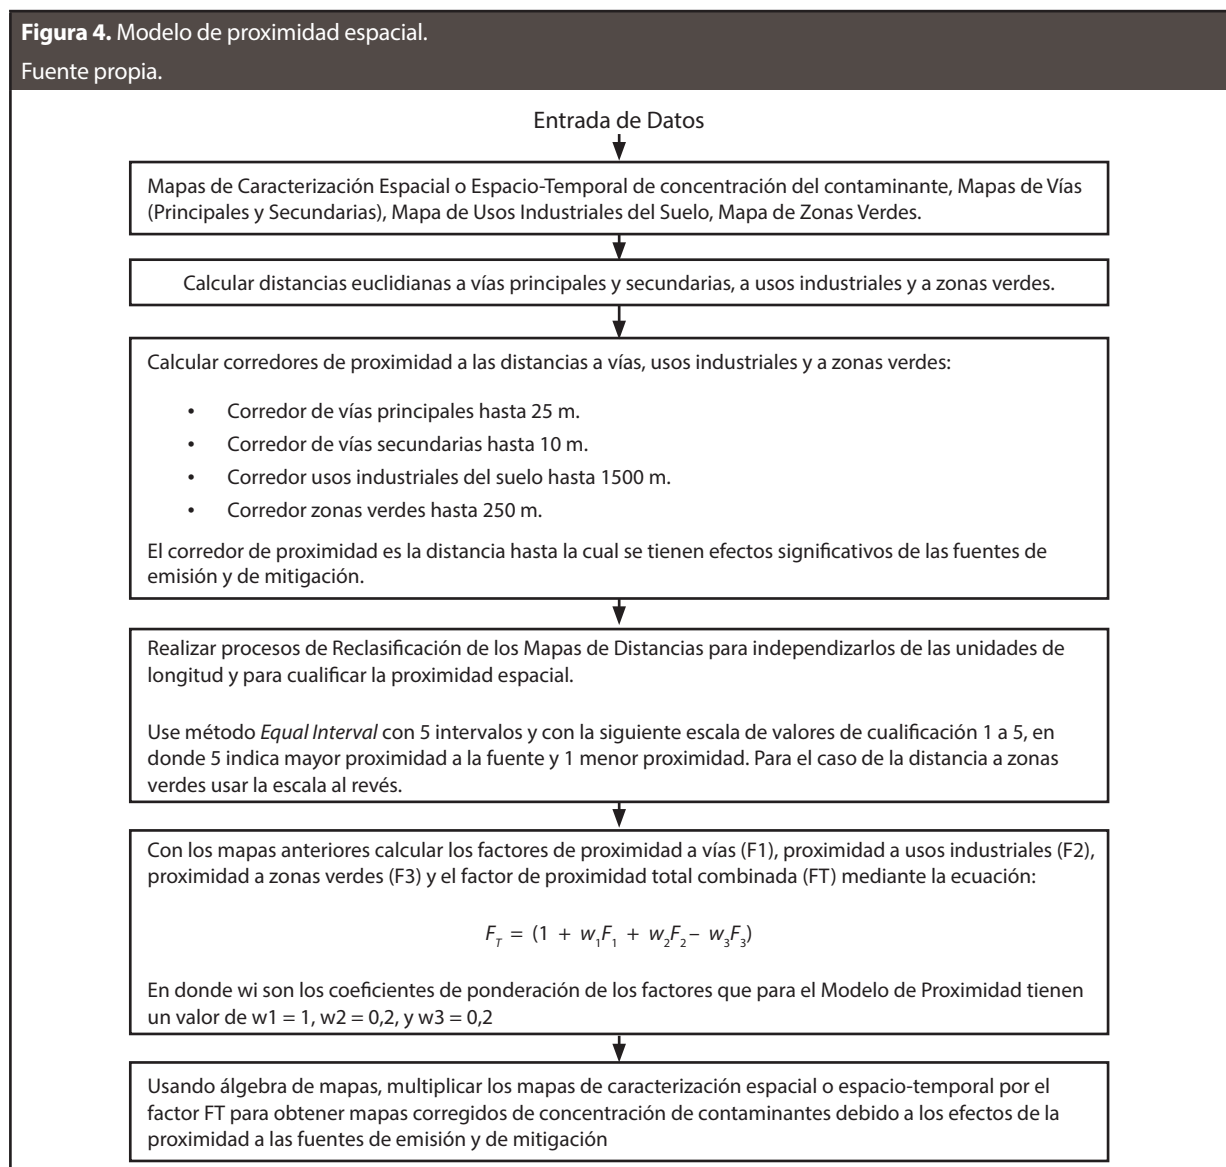 Figura 4. Modelo de proximidad espacial.
Fuente propia.
Entrada de Datos
Mapas de Caracterización Espacial o Espacio-Temporal de concentración del contaminante, Mapas de Vías
(Principales y Secundarias), Mapa de Usos Industriales del Suelo, Mapa de Zonas Verdes.
Calcular distancias euclidianas a vías principales y secundarias, a usos industriales y a zonas verdes.
Calcular corredores de proximidad a las distancias a vías, usos industriales y a zonas verdes:
• Corredor de vías principales hasta 25 m.
• Corredor de vías secundarias hasta 10 m.
• Corredor usos industriales del suelo hasta 1500 m.
• Corredor zonas verdes hasta 250 m.
El corredor de proximidad es la distancia hasta la cual se tienen efectos significativos de las fuentes de
emisión y de mitigación.
Realizar procesos de Reclasificación de los Mapas de Distancias para independizarlos de las unidades de
longitud y para cualificar la proximidad espacial.
Use método Equal Interval con 5 intervalos y con la siguiente escala de valores de cualificación 1 a 5, en
donde 5 indica mayor proximidad a la fuente y 1 menor proximidad. Para el caso de la distancia a zonas
verdes usar la escala al revés.
Con los mapas anteriores calcular los factores de proximidad a vías (F1), proximidad a usos industriales (F2),
proximidad a zonas verdes (F3) y el factor de proximidad total combinada (FT) mediante la ecuación:
F_T = (1 + w_1F_1 + w_2F_2 – w_3F_3)
En donde wi son los coeficientes de ponderación de los factores que para el Modelo de Proximidad tienen
un valor de w1 = 1, w2 = 0,2, y w3 = 0,2
Usando álgebra de mapas, multiplicar los mapas de caracterización espacial o espacio-temporal por el
factor FT para obtener mapas corregidos de concentración de contaminantes debido a los efectos de la
proximidad a las fuentes de emisión y de mitigación